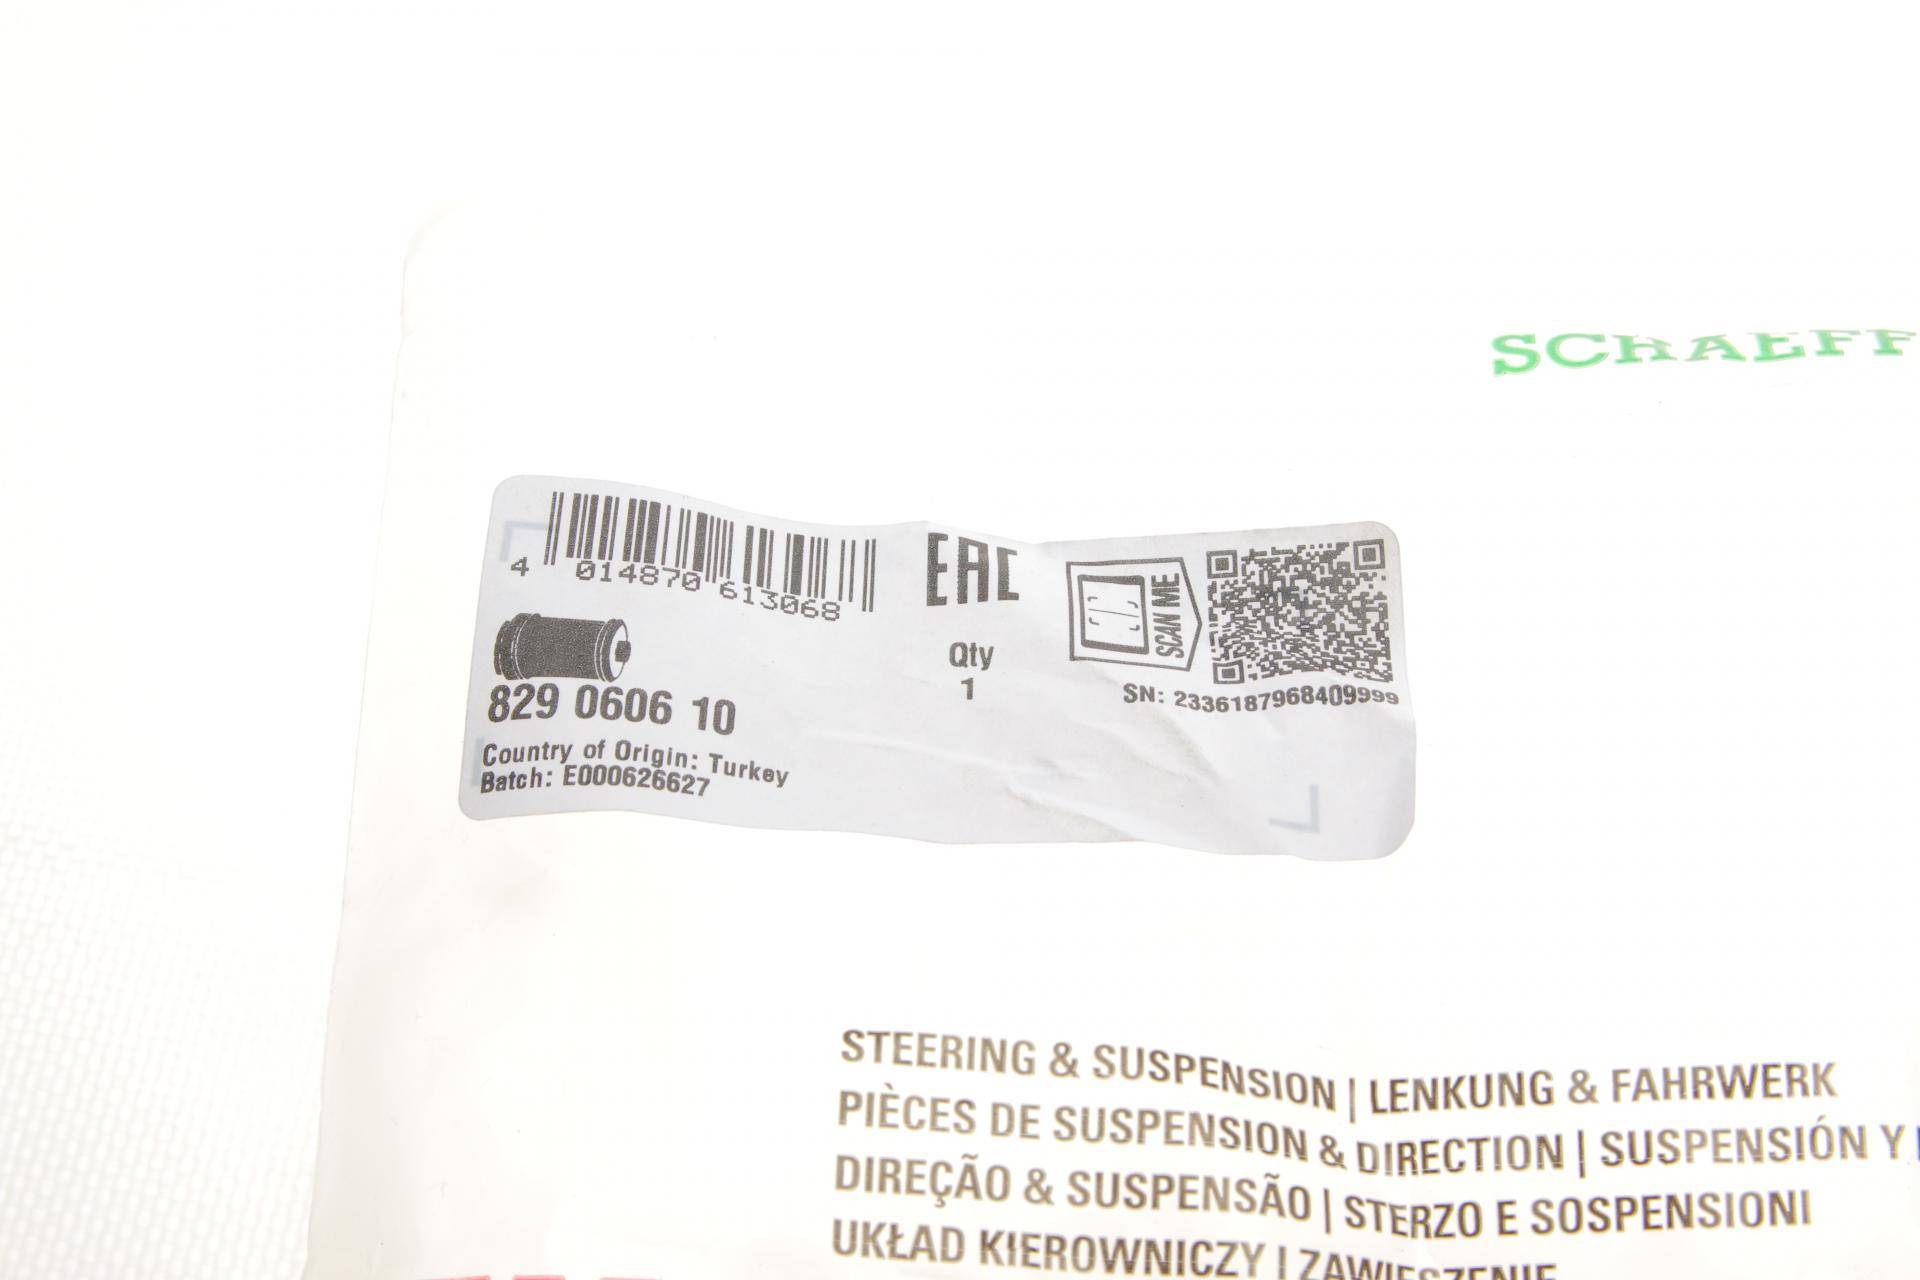 SCHAEFF
4 014870 613068
EAC
SCAN ME
Qty
1
SN: 2336187968409999
829 0606 10
Country of Origin: Turkey
Batch: E000626627
STEERING & SUSPENSION | LENKUNG & FAHRWERK
PIÈCES DE SUSPENSION & DIRECTION | SUSPENSIÓN Y
DIREÇÃO & SUSPENSÃO | STERZO E SOSPENSIONI
UKŁAD KIEROWNICZY | ZAWIESZENIE